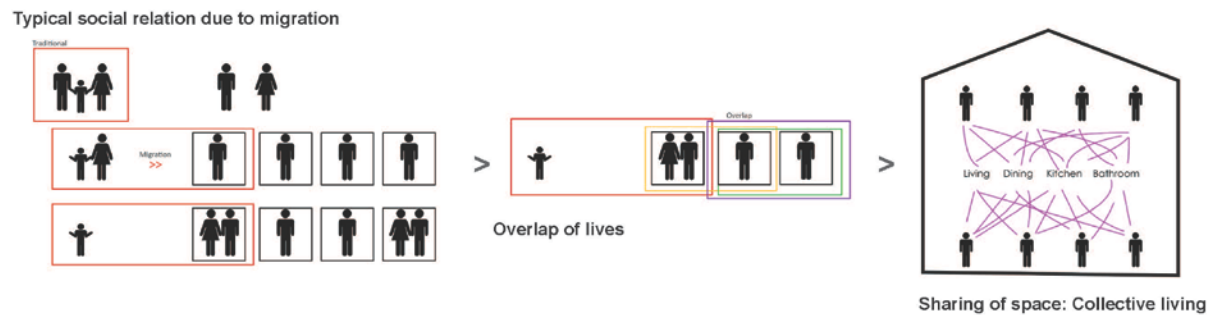 Typical social relation due to migration
Traditional
Migration
>>
>
Overlap
Overlap of lives
>
Living Dining Kitchen Bathroom
Sharing of space: Collective living